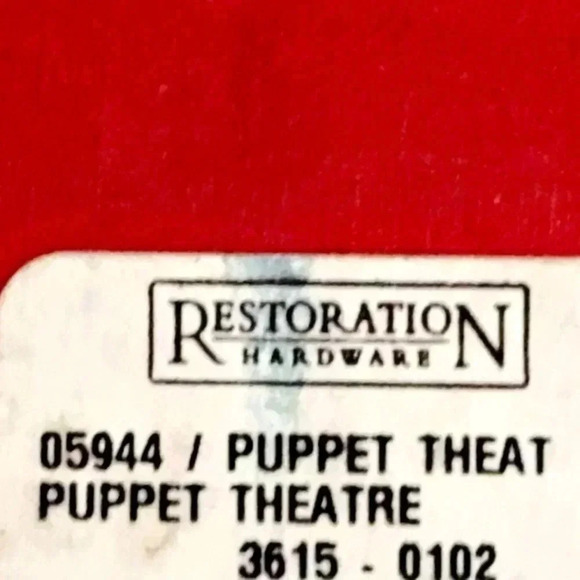 RESTORATION
HARDWARE
05944 / PUPPET THEAT
PUPPET THEATRE
3615 - 0102